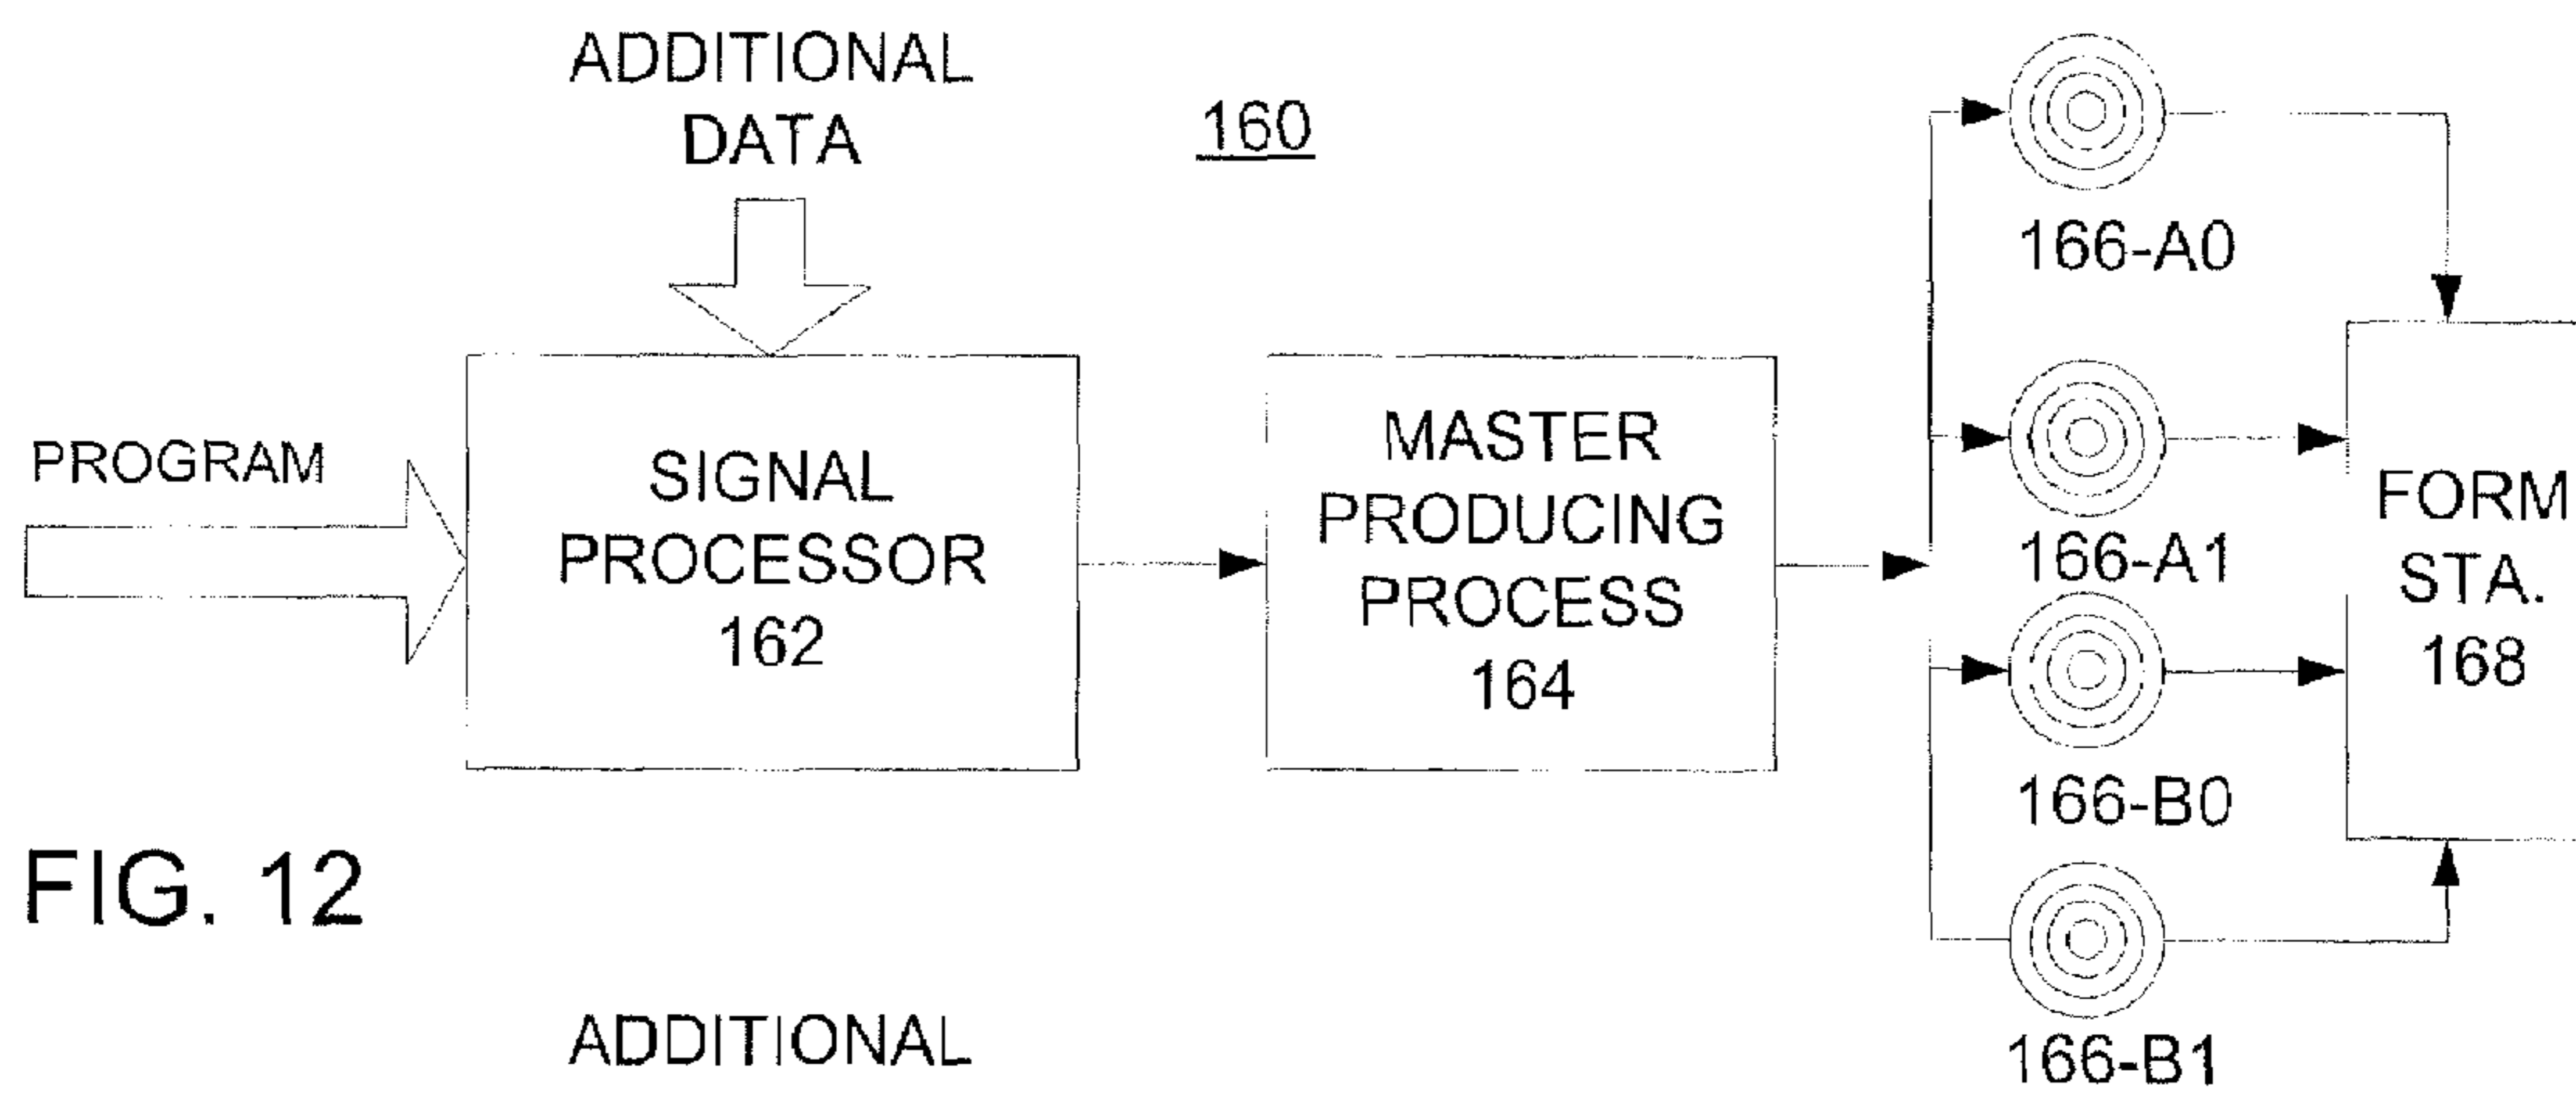 ADDITIONAL
DATA
160
PROGRAM
SIGNAL
PROCESSOR
162
MASTER
PRODUCING
PROCESS
164
166-A0
166-A1
166-B0
166-B1
FORM
STA.
168
FIG. 12
ADDITIONAL